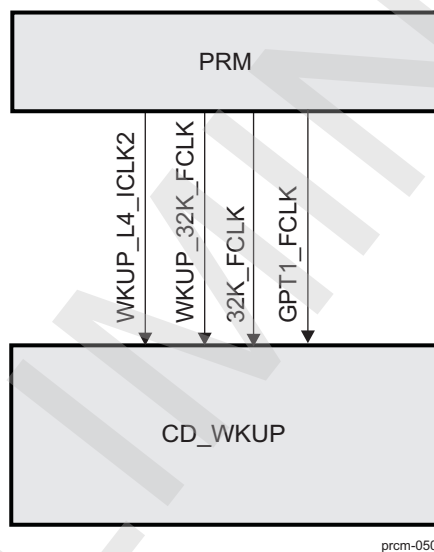 PRM
WKUP_L4_ICLK2
WKUP_32K_FCLK
32K_FCLK
GPT1_FCLK
CD_WKUP
prcm-050